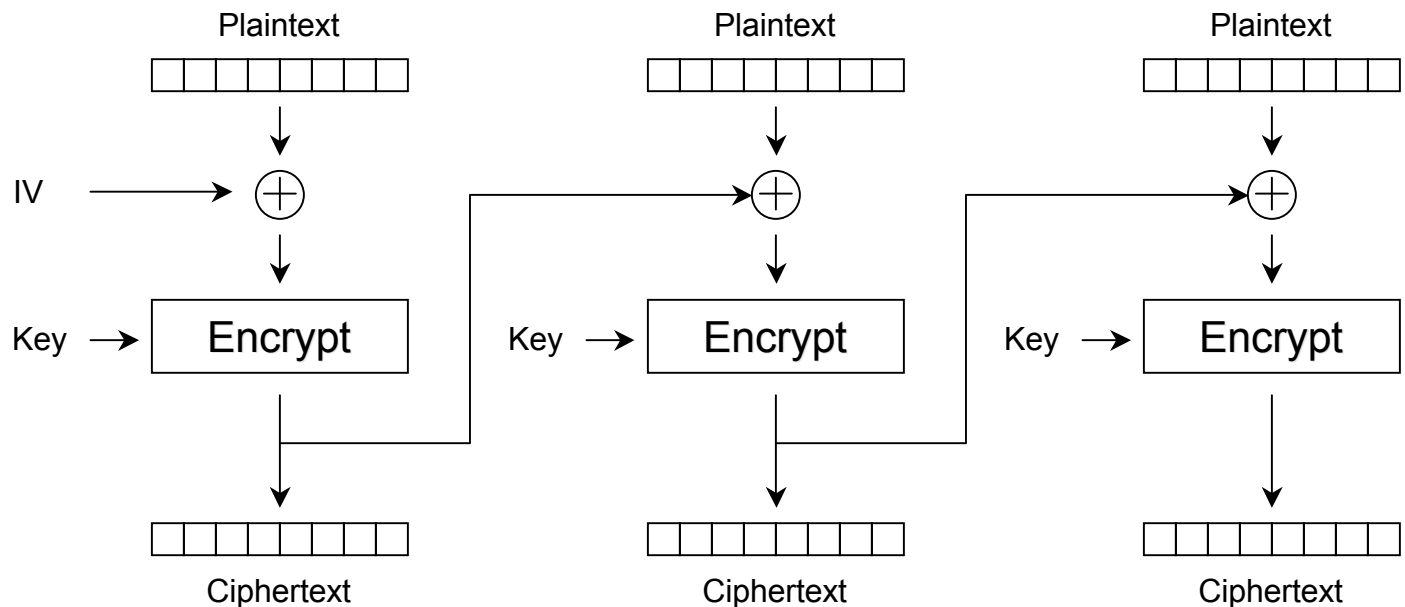 Plaintext Plaintext Plaintext
IV
Key Encrypt Key Encrypt Key Encrypt
Ciphertext Ciphertext Ciphertext